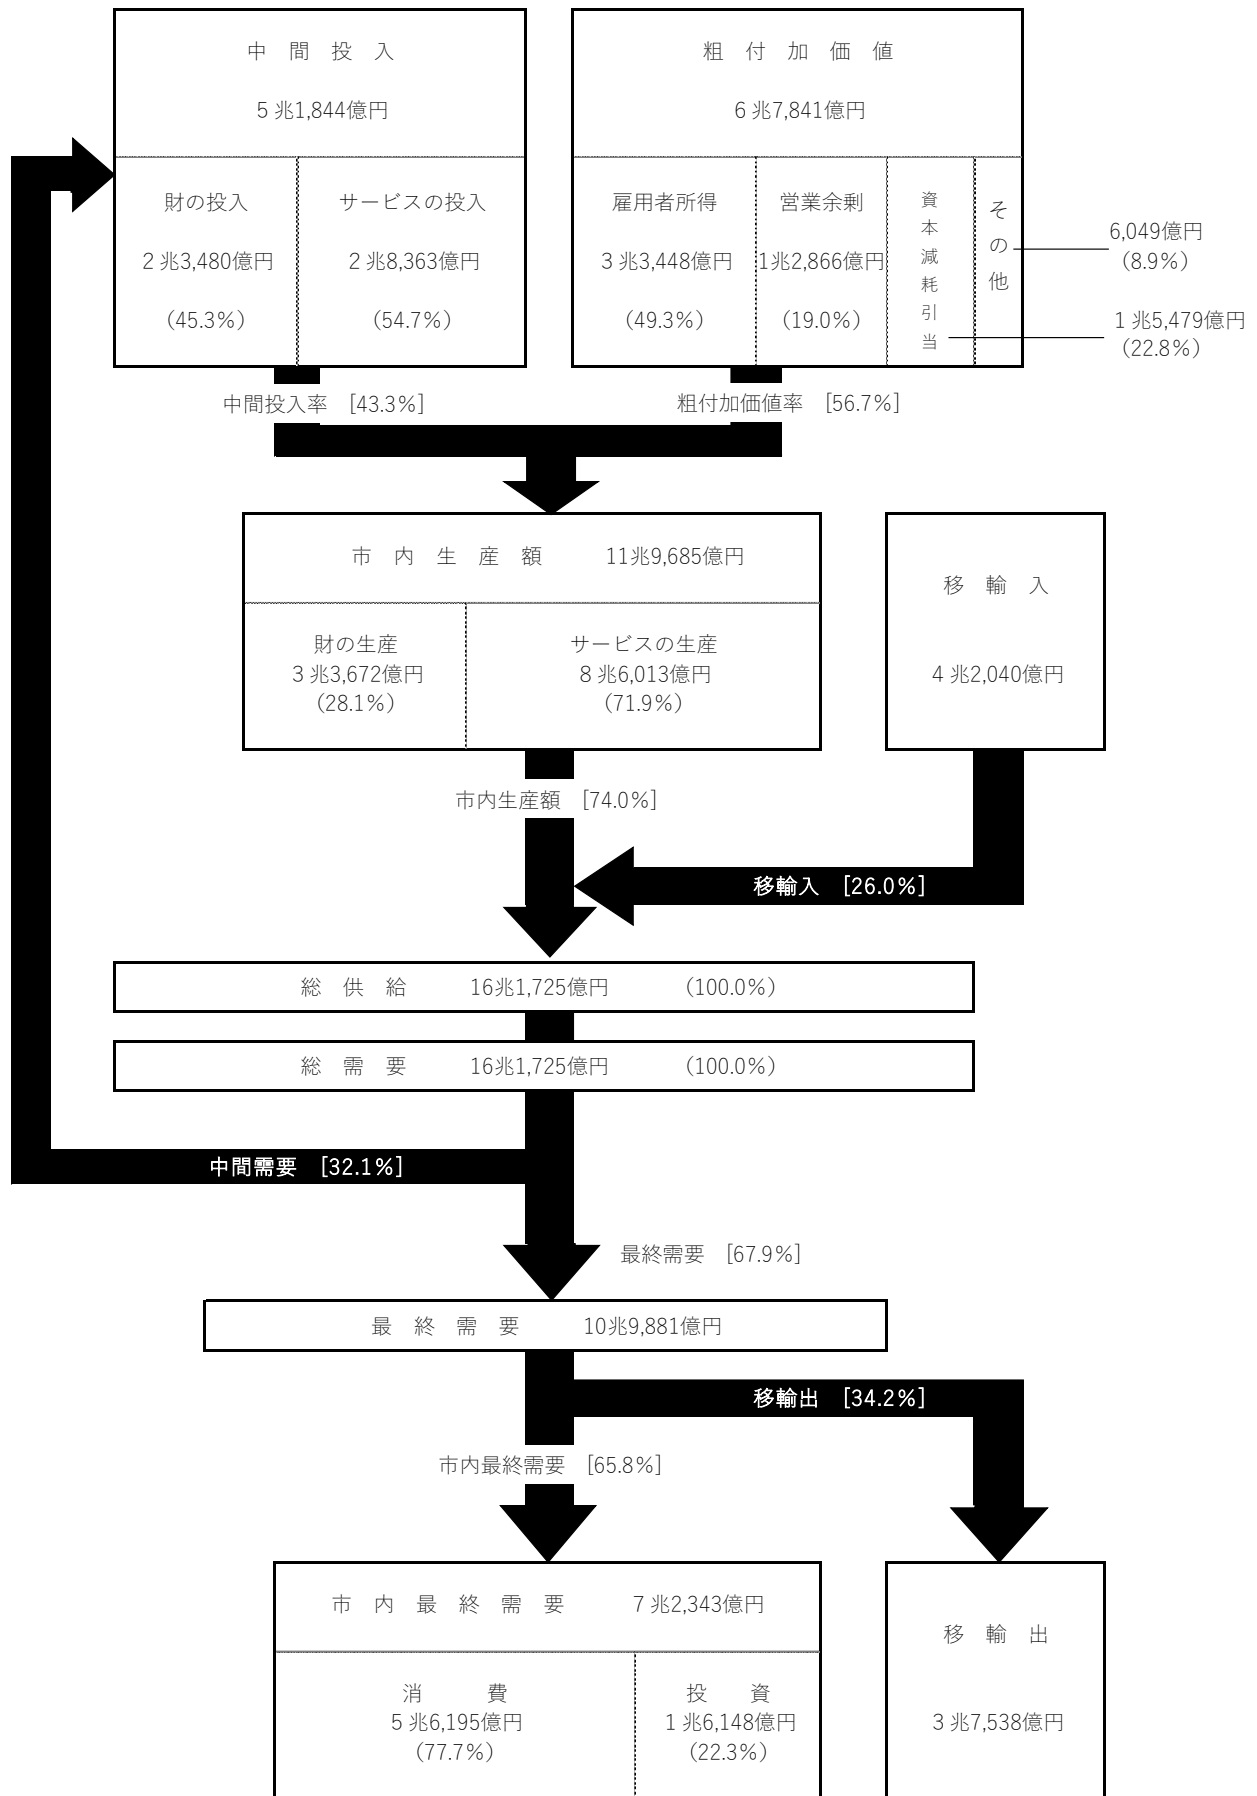 中　間　投　入
5 兆1,844億円
財の投入
2 兆3,480億円
（45.3％）
サービスの投入
2 兆8,363億円
（54.7％）
粗　付　加　価　値
6 兆7,841億円
雇用者所得
3 兆3,448億円
（49.3％）
営業余剰
1兆2,866億円
（19.0％）
資本減耗引当
その他
6,049億円
（8.9％）
1 兆5,479億円
（22.8％）
中間投入率　[43.3％]
粗付加価値率　[56.7％]
市　内　生　産　額　　　11兆9,685億円
財の生産
3 兆3,672億円
（28.1％）
サービスの生産
8 兆6,013億円
（71.9％）
移　輸　入
4 兆2,040億円
市内生産額　[74.0％]
移輸入　[26.0％]
総　供　給　　　16兆1,725億円　　　（100.0％）
総　需　要　　　16兆1,725億円　　　（100.0％）
中間需要　[32.1％]
最終需要　[67.9％]
最　終　需　要　　　10兆9,881億円
移輸出　[34.2％]
市内最終需要　[65.8％]
市　内　最　終　需　要　　　7 兆2,343億円
消　　　費
5 兆6,195億円
（77.7％）
投　　資
1 兆6,148億円
（22.3％）
移　輸　出
3 兆7,538億円